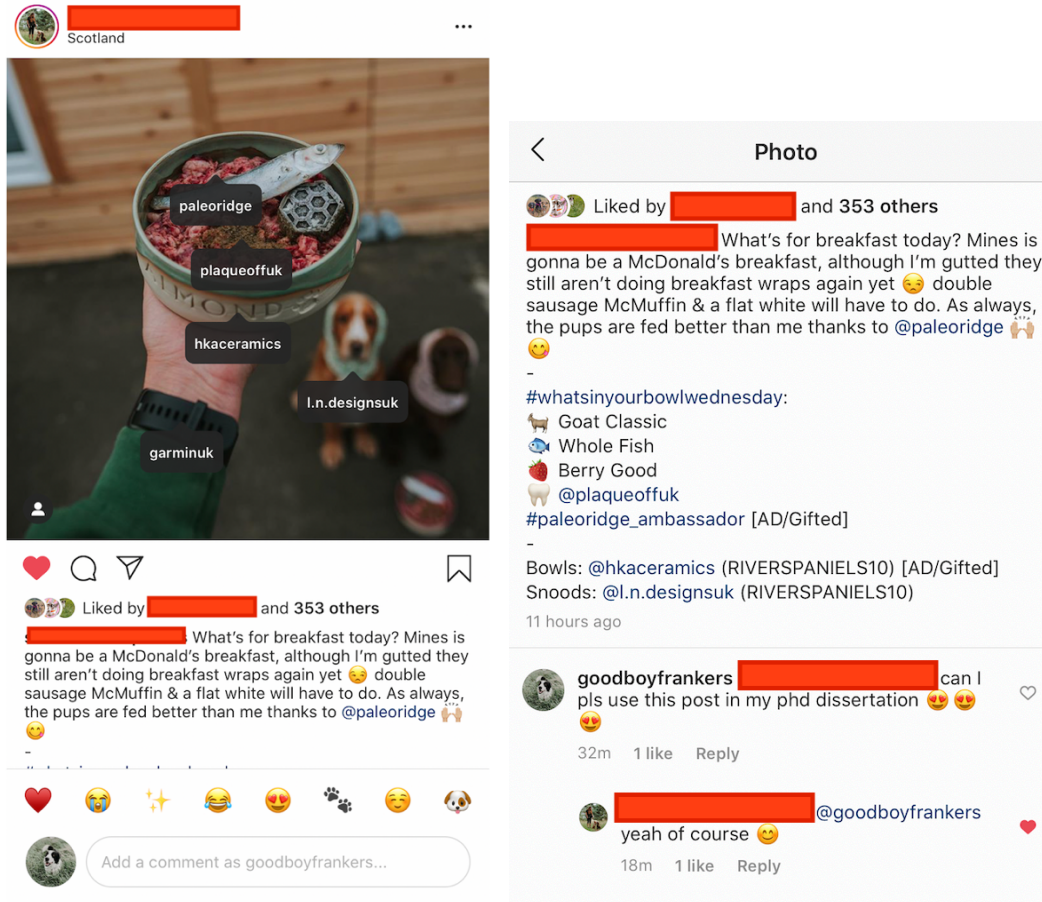 Scotland
paleoridge
plaqueoffuk
MOND
hkaceramics
l.n.designsuk
garminuk
Liked by and 353 others
What's for breakfast today? Mines is
gonna be a McDonald's breakfast, although I'm gutted they
still aren't doing breakfast wraps again yet 😒 double
sausage McMuffin & a flat white will have to do. As always,
the pups are fed better than me thanks to @paleoridge 🙌🏼
😋
-
Add a comment as goodboyfrankers...
Photo
Liked by and 353 others
What's for breakfast today? Mines is
gonna be a McDonald's breakfast, although I'm gutted they
still aren't doing breakfast wraps again yet 😒 double
sausage McMuffin & a flat white will have to do. As always,
the pups are fed better than me thanks to @paleoridge 🙌🏼
😋
-
#whatsinyourbowlwednesday:
🐐 Goat Classic
🐟 Whole Fish
🍓 Berry Good
🦷 @plaqueoffuk
#paleoridge_ambassador [AD/Gifted]
-
Bowls: @hkaceramics (RIVERSPANIELS10) [AD/Gifted]
Snoods: @l.n.designsuk (RIVERSPANIELS10)
11 hours ago
goodboyfrankers can I
pls use this post in my phd dissertation 😍 😍
😍
32m 1 like Reply
@goodboyfrankers
yeah of course 😊
18m 1 like Reply